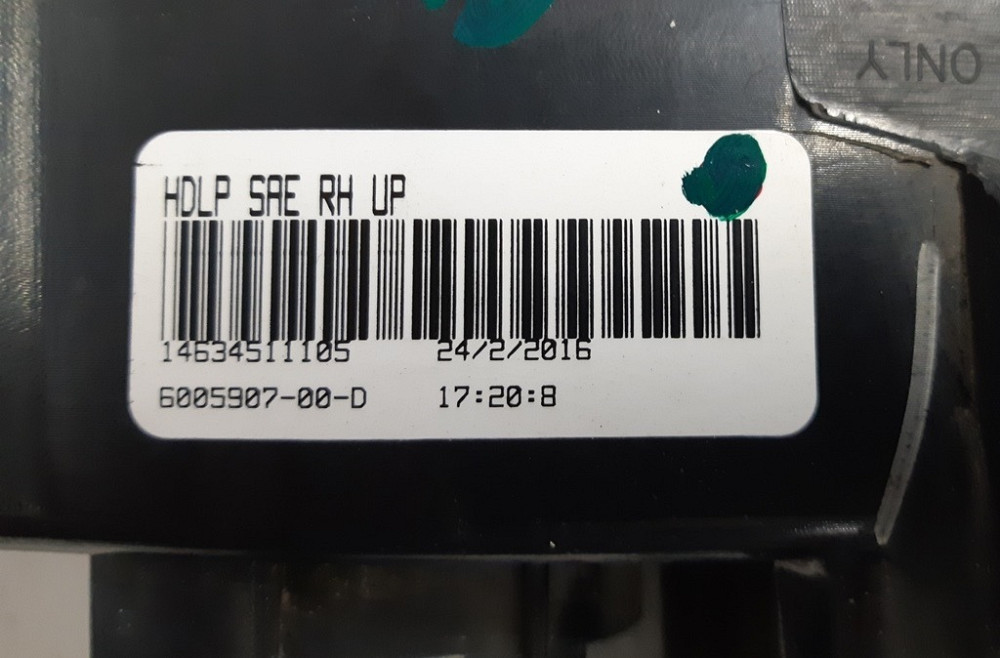 ONLY
HDLP SAE RH UP
14634511105 24/2/2016
6005907-00-D 17:20:8